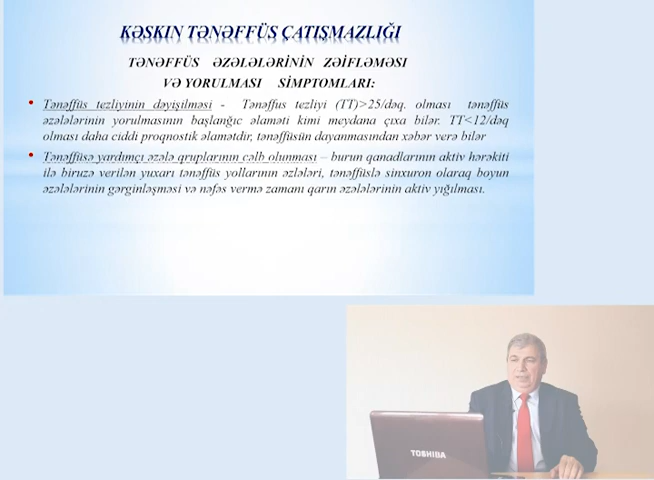 KƏSKIN TƏNƏFFÜS ÇATIŞMAZLIĞI
TƏNƏFFÜS ƏZƏLƏLƏRİNİN ZƏİFLƏMƏSI
VƏ YORULMASI SİMPTOMLARI:
• Tənəffüs tezliyinin dəyişilməsi - Tənəffus tezliyi (TT)>25/dəq. olması tənəffüs
əzələlərinin yorulmasının başlanğıc əlaməti kimi meydana çıxa bilər. TT<12/dəq
olması daha ciddi proqnostik əlamətdır, tənəffüsün dayanmasından xəbər verə bilər
• Tənəffüsə yardımçı əzələ qruplarının cəlb olunması – burun qanadlarının aktiv hərəkiti
ilə biruzə verilən yuxarı tənəffüs yollarının əzlələri, tənəffüslə sinxuron olaraq boyun
əzələlərinin gərginləşməsi və nəfəs vermə zamanı qarın əzələlərinin aktiv yığılması.
TOSHIBA